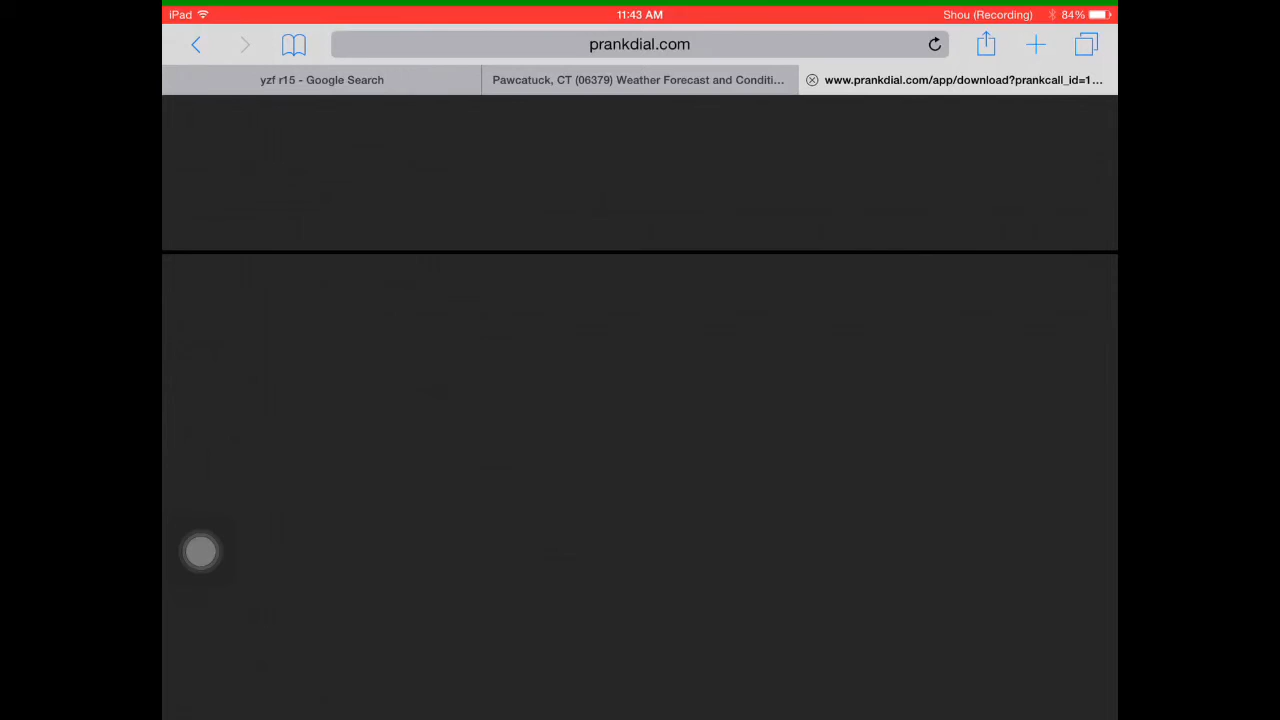 iPad 11:43 AM Shou (Recording) 84%
prankdial.com
yzf r15 - Google Search Pawcatuck, CT (06379) Weather Forecast and Conditi... www.prankdial.com/app/download?prankcall_id=1...